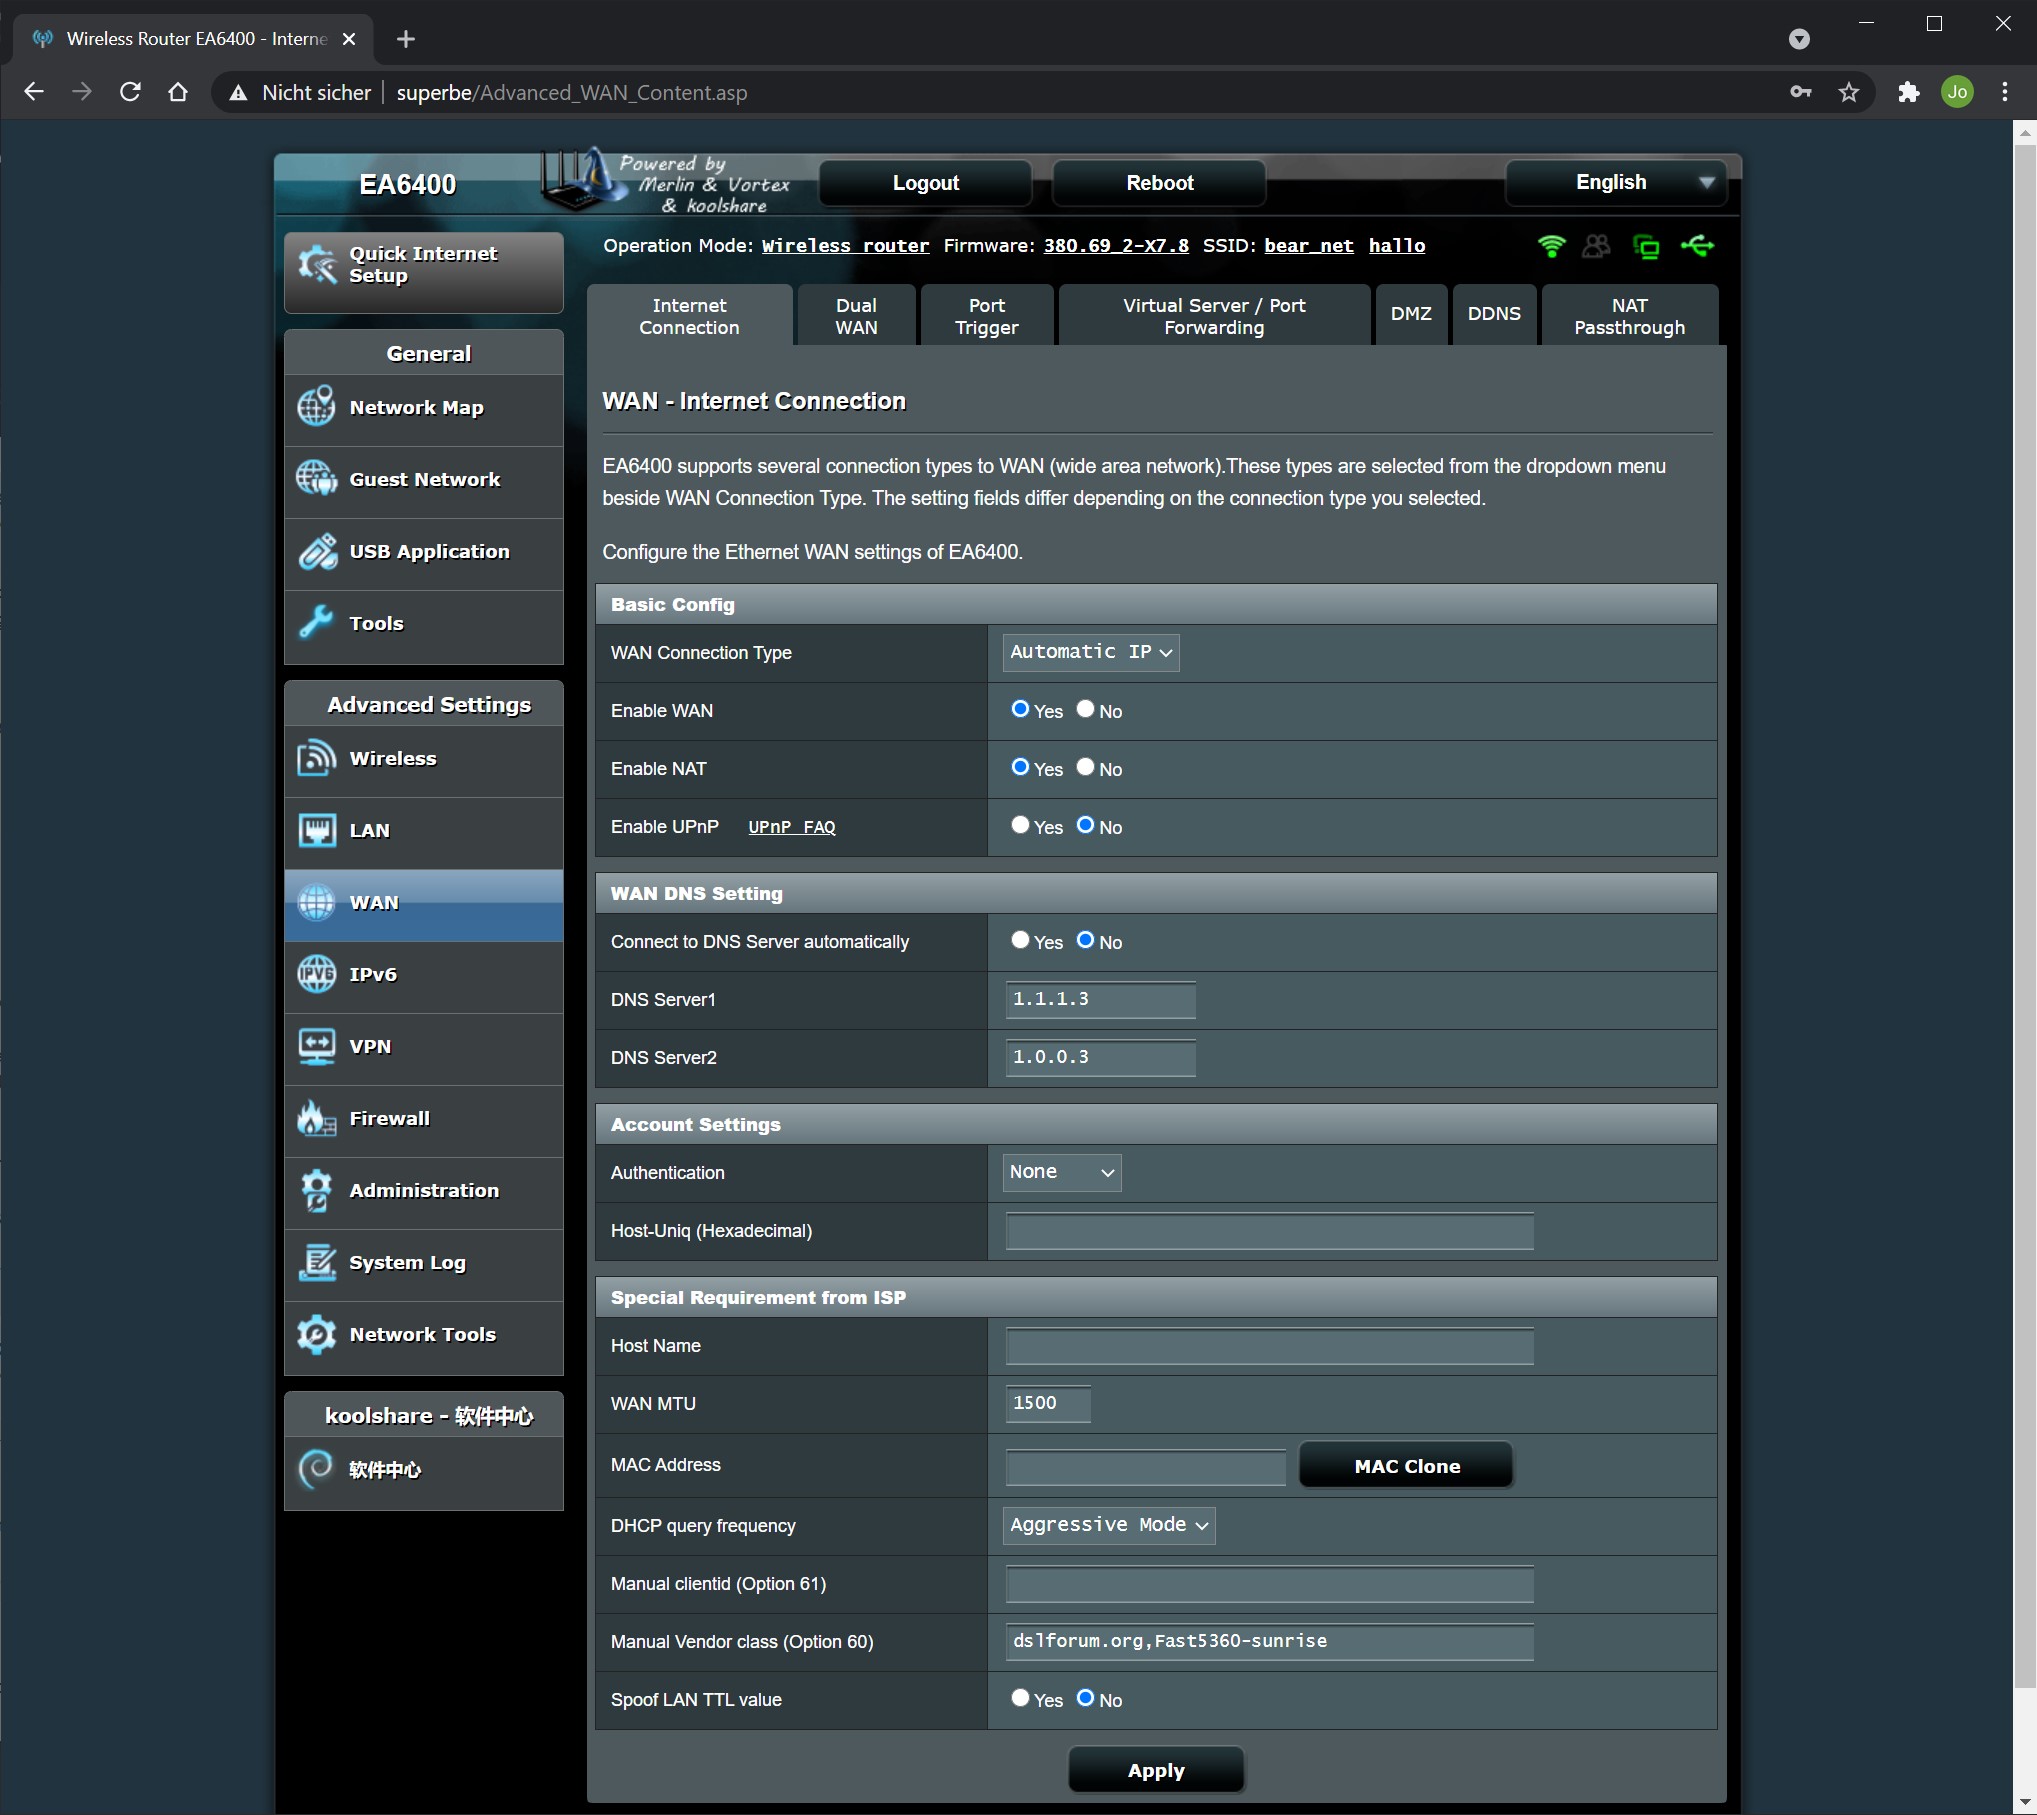 Wireless Router EA6400 - Interne
Nicht sicher | superbe/Advanced_WAN_Content.asp
Jo
EA6400
Powered by
Merlin & Vortex
& koolshare
Logout
Reboot
English
Operation Mode: Wireless router Firmware: 380.69_2-X7.8 SSID: bear_net hallo
Quick Internet
Setup
General
Network Map
Guest Network
USB Application
Tools
Advanced Settings
Wireless
LAN
WAN
IPv6
VPN
Firewall
Administration
System Log
Network Tools
koolshare - 软件中心
软件中心
Internet
Connection
Dual
WAN
Port
Trigger
Virtual Server / Port
Forwarding
DMZ
DDNS
NAT
Passthrough
WAN - Internet Connection
EA6400 supports several connection types to WAN (wide area network).These types are selected from the dropdown menu
beside WAN Connection Type. The setting fields differ depending on the connection type you selected.
Configure the Ethernet WAN settings of EA6400.
Basic Config
WAN Connection Type Automatic IP
Enable WAN Yes No
Enable NAT Yes No
Enable UPnP UPnP FAQ Yes No
WAN DNS Setting
Connect to DNS Server automatically Yes No
DNS Server1 1.1.1.3
DNS Server2 1.0.0.3
Account Settings
Authentication None
Host-Uniq (Hexadecimal)
Special Requirement from ISP
Host Name
WAN MTU 1500
MAC Address MAC Clone
DHCP query frequency Aggressive Mode
Manual clientid (Option 61)
Manual Vendor class (Option 60) dslforum.org,Fast5360-sunrise
Spoof LAN TTL value Yes No
Apply